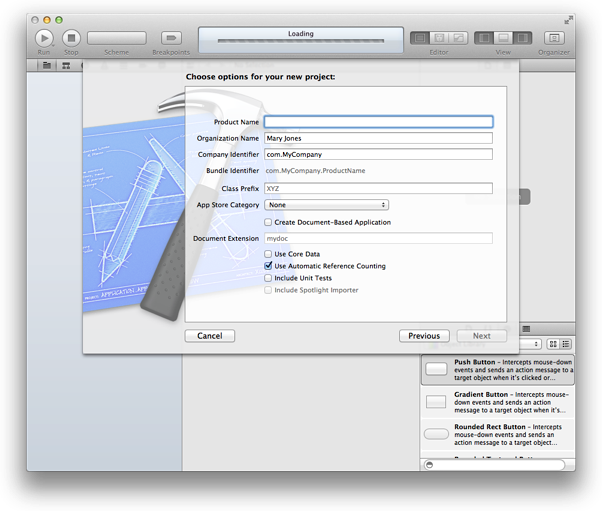 Loading
Run
Stop
Scheme
Breakpoints
Editor
View
Organizer
Choose options for your new project:
Product Name
Organization Name Mary Jones
Company Identifier com.MyCompany
Bundle Identifier com.MyCompany.ProductName
Class Prefix XYZ
App Store Category None
Create Document-Based Application
Document Extension mydoc
Use Core Data
Use Automatic Reference Counting
Include Unit Tests
Include Spotlight Importer
Cancel
Previous
Next
Push Button – Intercepts mouse-
down events and sends an action
message to a target object when
it's clicked or...
Gradient Button – Intercepts mouse-
down events and sends an action
message to a target object when it's...
Rounded Rect Button – Intercepts
mouse-down events and sends an
action message to a target object...